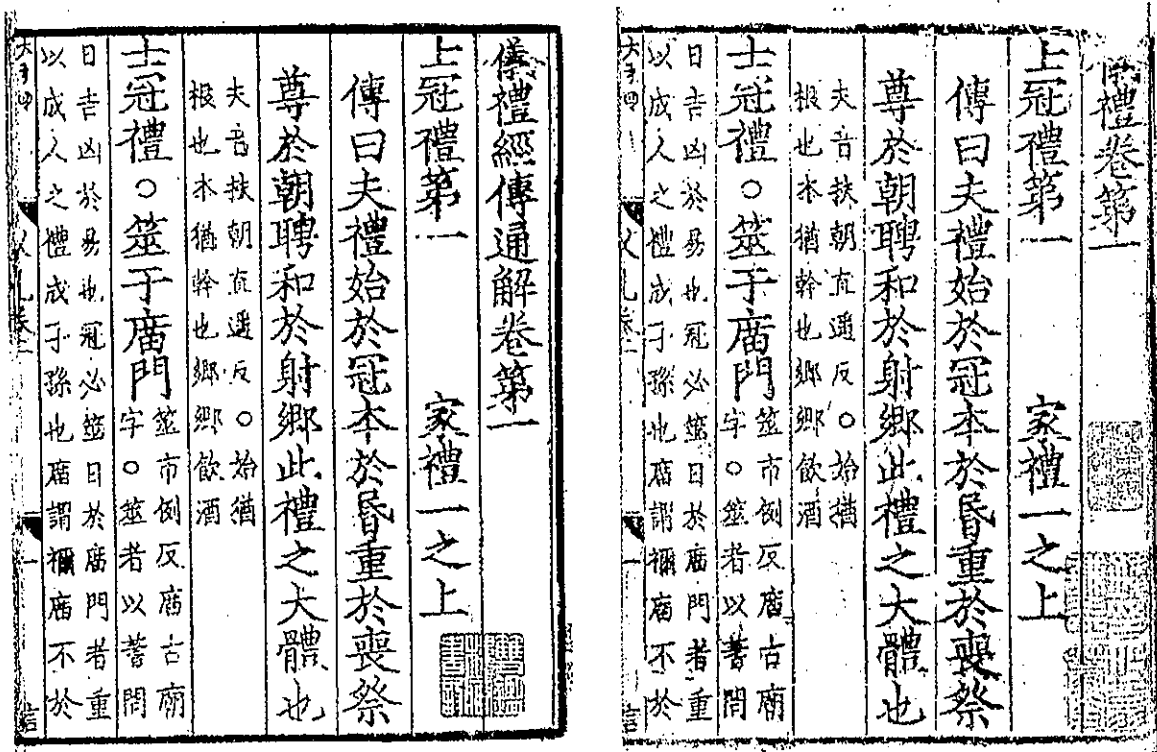 儀禮卷第一
士冠禮第一 家禮一之上
傳曰夫禮始於冠本於昏重於喪祭
尊於朝聘和於射鄉此禮之大體也
夫音扶朝直遥反○始猶
根也本猶幹也鄉鄉飲酒
士冠禮○筮于庿門
筮市例反庿古廟
字○筮者以蓍問
日吉凶於易也冠必筮日於庿門者重
以成人之禮成子孫也庿謂禰庿不於
儀禮經傳通解卷第一
士冠禮第一 家禮一之上
傳曰夫禮始於冠本於昏重於喪祭
尊於朝聘和於射鄉此禮之大體也
夫音扶朝直遥反○始猶
根也本猶幹也鄉鄉飲酒
士冠禮○筮于庿門
筮市例反庿古廟
字○筮者以蓍問
日吉凶於易也冠必筮日於庿門者重
以成人之禮成子孫也庿謂禰庿不於